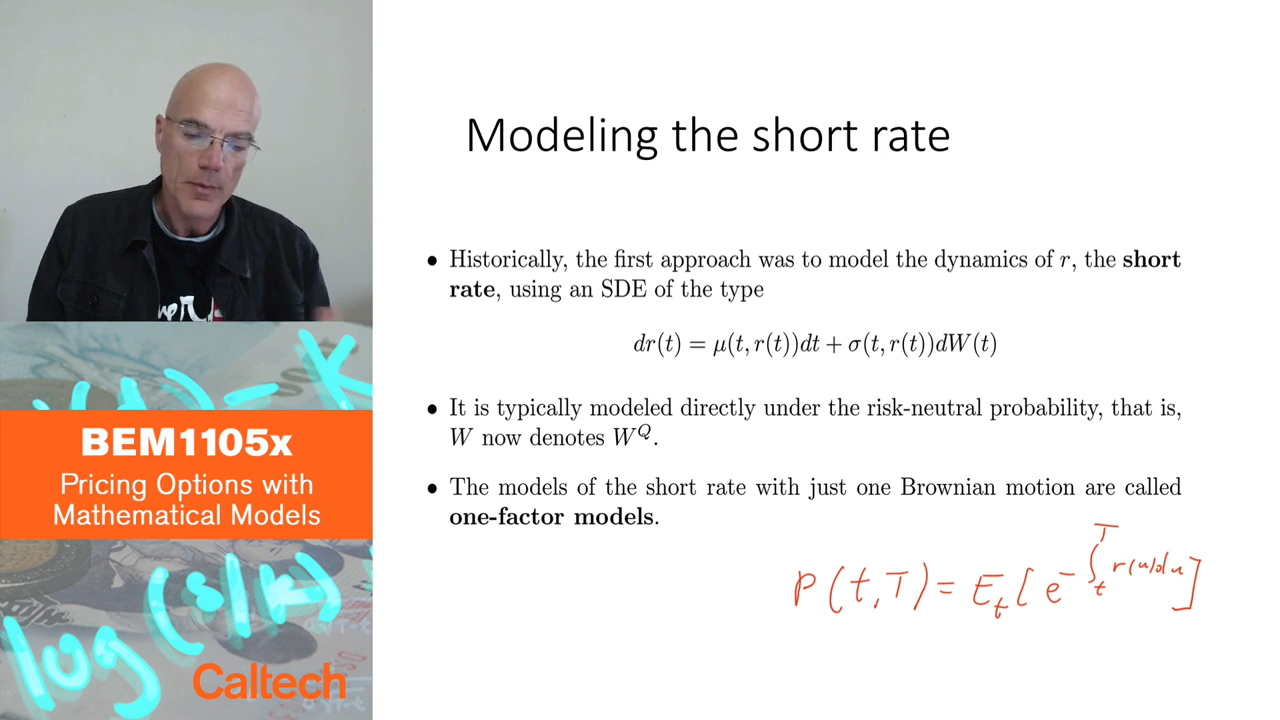 Modeling the short rate
• Historically, the first approach was to model the dynamics of r, the short
rate, using an SDE of the type
dr(t) = μ(t, r(t))dt + σ(t, r(t))dW(t)
• It is typically modeled directly under the risk-neutral probability, that is,
W now denotes W^Q.
• The models of the short rate with just one Brownian motion are called
one-factor models.
P(t,T) = E_t[e^{-∫_t^T r(u)du}]
BEM1105x
Pricing Options with
Mathematical Models
log(s/k)
Caltech